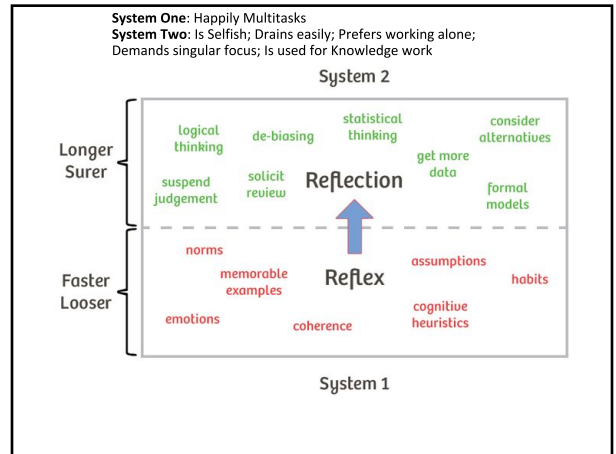 System One: Happily Multitasks
System Two: Is Selfish; Drains easily; Prefers working alone;
Demands singular focus; Is used for Knowledge work
System 2
Longer
Surer
logical
thinking
de-biasing
statistical
thinking
consider
alternatives
get more
data
suspend
judgement
solicit
review
Reflection
formal
models
Faster
Looser
norms
memorable
examples
Reflex
assumptions
habits
emotions
coherence
cognitive
heuristics
System 1